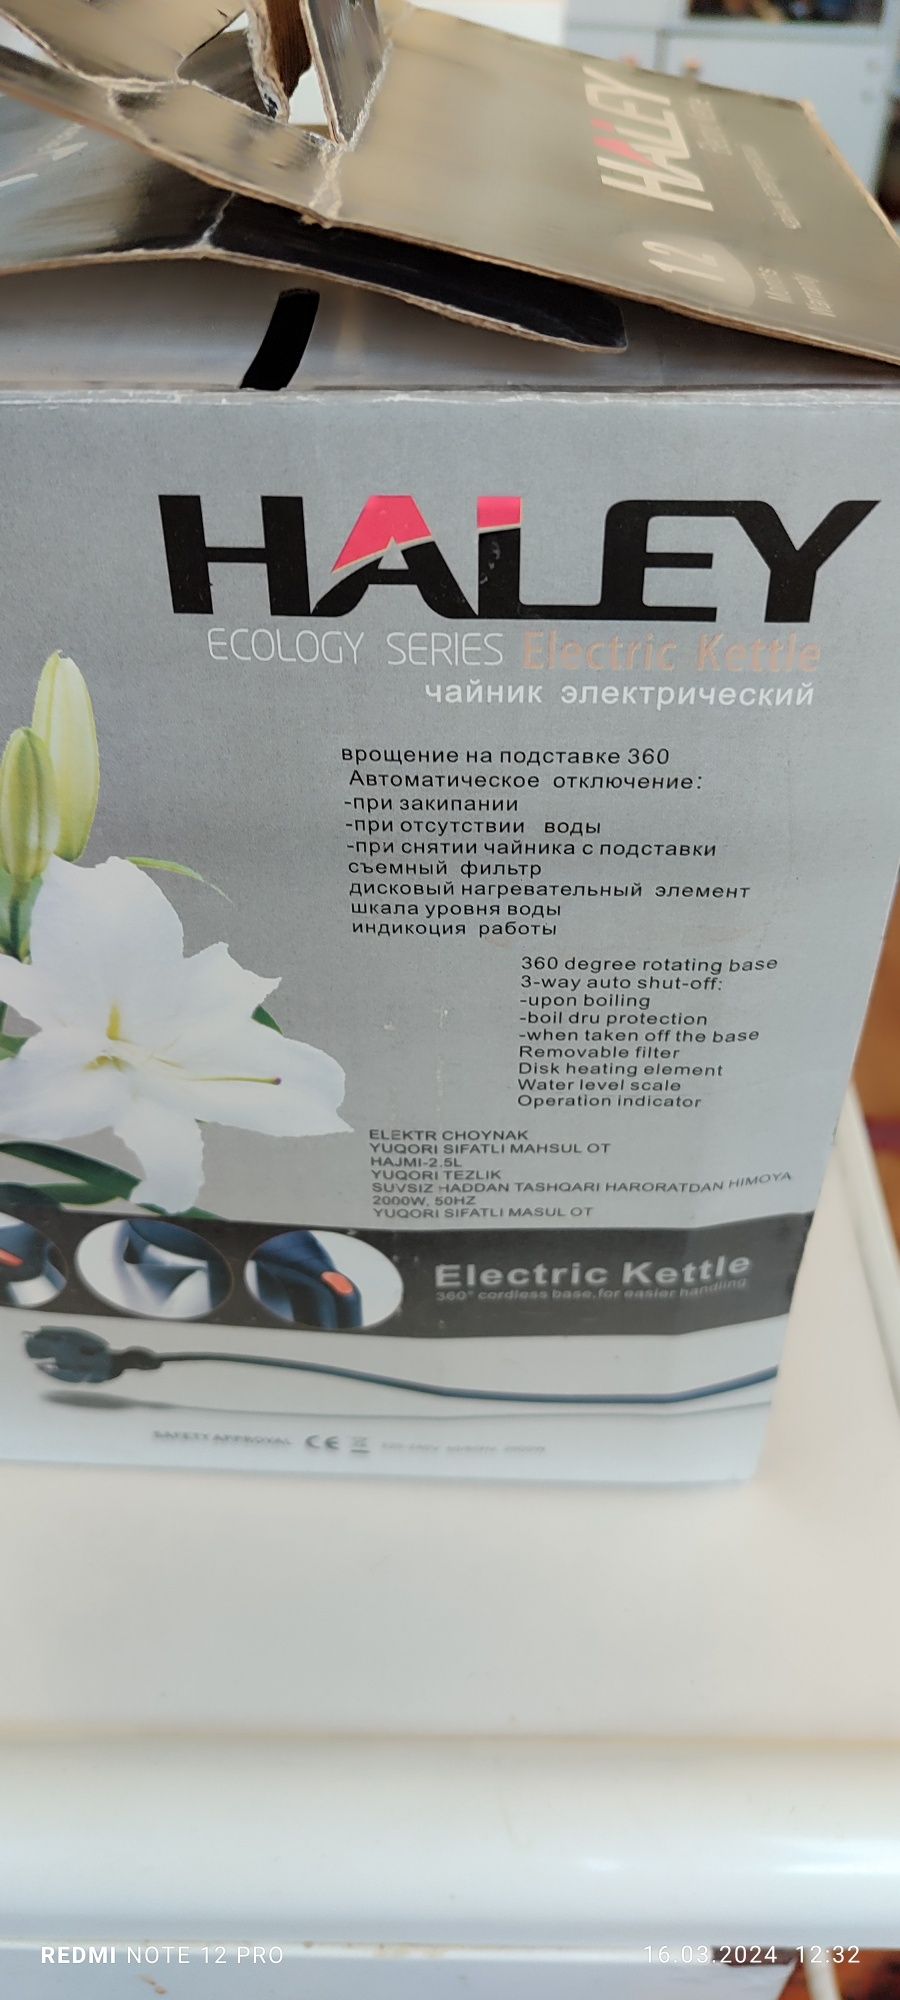 HALEY
12
Months
Warranty
HALEY
ECOLOGY SERIES Electric Kettle
чайник электрический
врощение на подставке 360
Автоматическое отключение:
-при закипании
-при отсутствии воды
-при снятии чайника с подставки
съемный фильтр
дисковый нагревательный элемент
шкала уровня воды
индикоция работы
360 degree rotating base
3-way auto shut-off:
-upon boiling
-boil dru protection
-when taken off the base
Removable filter
Disk heating element
Water level scale
Operation indicator
ELEKTR CHOYNAK
YUQORI SIFATLI MAHSUL OT
HAJMI-2.5L
YUQORI TEZLIK
SUVSIZ HADDAN TASHQARI HARORATDAN HIMOYA
2000W, 50HZ
YUQORI SIFATLI MASUL OT
Electric Kettle
360° cordless base, for easier handling
SAFETY APPROVAL CE
REDMI NOTE 12 PRO
16.03.2024 12:32